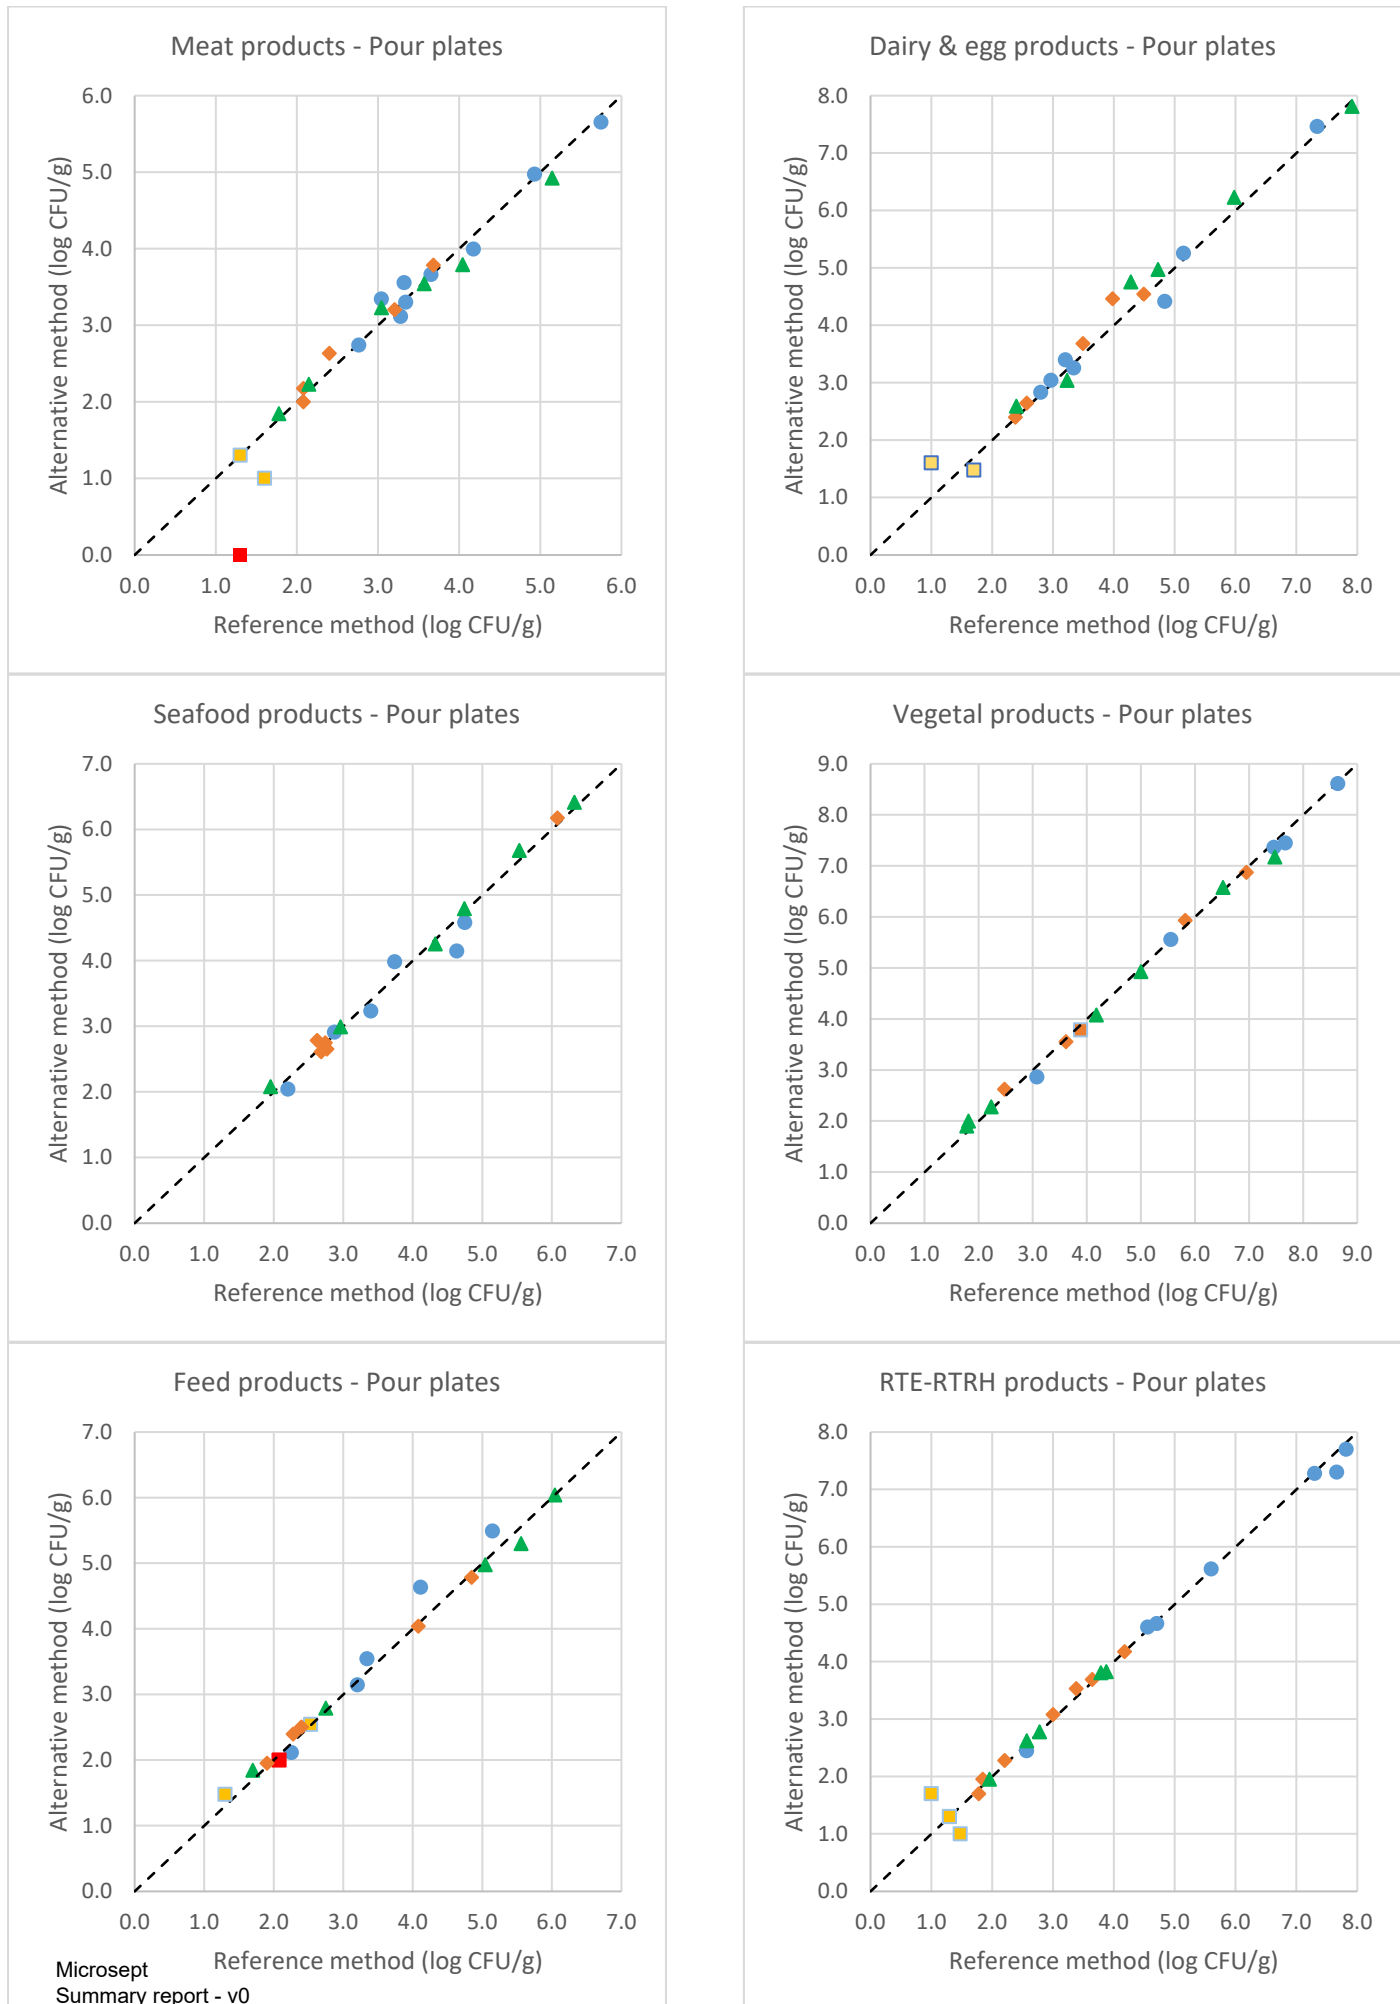 Meat products - Pour plates
Alternative method (log CFU/g)
6.0
5.0
4.0
3.0
2.0
1.0
0.0
0.0 1.0 2.0 3.0 4.0 5.0 6.0
Reference method (log CFU/g)
Dairy & egg products - Pour plates
Alternative method (log CFU/g)
8.0
7.0
6.0
5.0
4.0
3.0
2.0
1.0
0.0
0.0 1.0 2.0 3.0 4.0 5.0 6.0 7.0 8.0
Reference method (log CFU/g)
Seafood products - Pour plates
Alternative method (log CFU/g)
7.0
6.0
5.0
4.0
3.0
2.0
1.0
0.0
0.0 1.0 2.0 3.0 4.0 5.0 6.0 7.0
Reference method (log CFU/g)
Vegetal products - Pour plates
Alternative method (log CFU/g)
9.0
8.0
7.0
6.0
5.0
4.0
3.0
2.0
1.0
0.0
0.0 1.0 2.0 3.0 4.0 5.0 6.0 7.0 8.0 9.0
Reference method (log CFU/g)
Feed products - Pour plates
Alternative method (log CFU/g)
7.0
6.0
5.0
4.0
3.0
2.0
1.0
0.0
0.0 1.0 2.0 3.0 4.0 5.0 6.0 7.0
Reference method (log CFU/g)
RTE-RTRH products - Pour plates
Alternative method (log CFU/g)
8.0
7.0
6.0
5.0
4.0
3.0
2.0
1.0
0.0
0.0 1.0 2.0 3.0 4.0 5.0 6.0 7.0 8.0
Reference method (log CFU/g)
Microsept
Summary report - v0